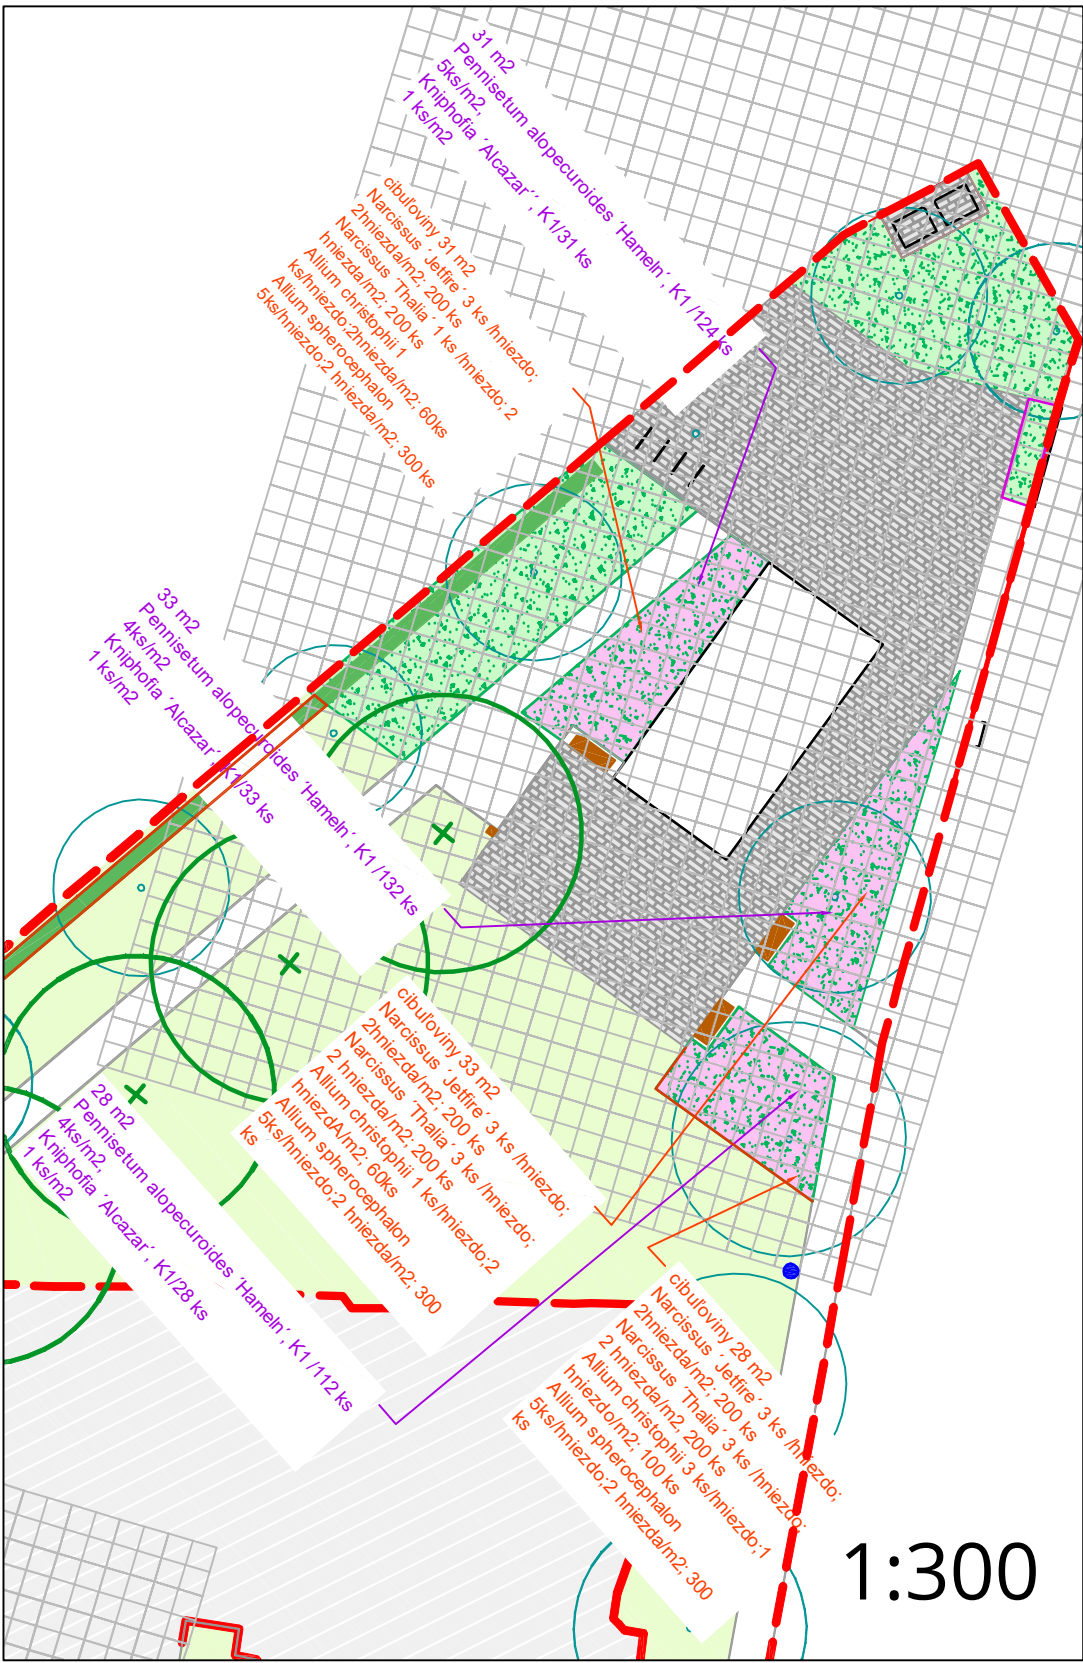 31 m2
Pennisetum alopecuroides ´Hameln´, K1 /124 ks
5ks/m2,
Kniphofia ´Alcazar´, K1/31 ks
1 ks/m2
cibuľoviny 31 m2
Narcissus ´Jetfire´ 3 ks /hniezdo;
2hniezda/m2; 200 ks
Narcissus ´Thalia´ 1 ks /hniezdo; 2
hniezda/m2: 200 ks
Allium christophii 1
ks/hniezdo;2hniezda/m2; 60ks
Allium spherocephalon
5ks/hniezdo;2 hniezda/m2; 300 ks
33 m2
Pennisetum alopecuroides ´Hameln´, K1 /132 ks
4ks/m2
Kniphofia ´Alcazar´, K1/33 ks
1 ks/m2
cibuľoviny 33 m2
Narcissus ´Jetfire´ 3 ks /hniezdo;
2hniezda/m2; 200 ks
Narcissus ´Thalia´ 3 ks /hniezdo;
2 hniezda/m2; 200 ks
Allium christophii 1 ks/hniezdo;2
hniezdA/m2, 60ks
Allium spherocephalon
5ks/hniezdo;2 hniezda/m2; 300
ks
28 m2
Pennisetum alopecuroides ´Hameln´, K1 /112 ks
4ks/m2,
Kniphofia ´Alcazar´, K1/28 ks
1 ks/m2
cibuľoviny 28 m2
Narcissus ´Jetfire´ 3 ks /hniezdo;
2hniezda/m2; 200 ks
Narcissus ´Thalia´ 3 ks /hniezdo;
2 hniezda/m2, 200 ks
Allium christophii 3 ks/hniezdo;1
hniezdo/m2; 100 ks
Allium spherocephalon
5ks/hniezdo;2 hniezda/m2; 300
ks
1:300